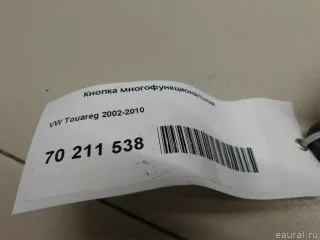 Кнопка многофункциональная
VW Touareg 2002-2010
70 211 538
eaural.ru